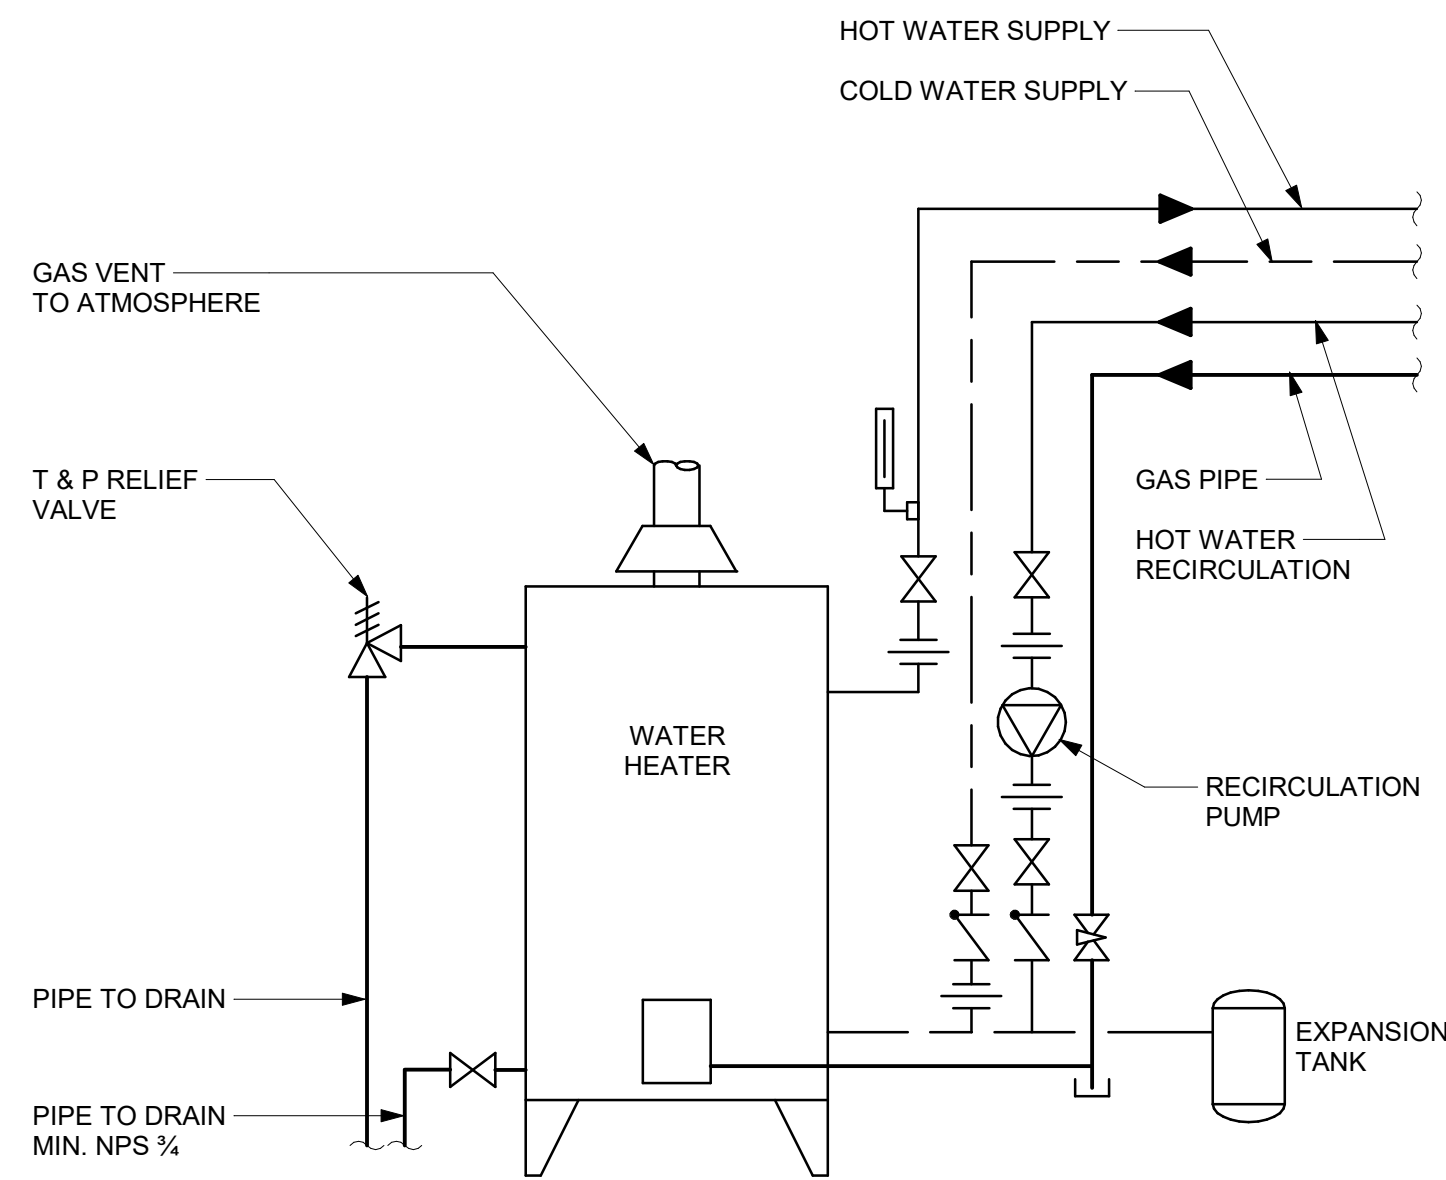 HOT WATER SUPPLY
COLD WATER SUPPLY
GAS VENT
TO ATMOSPHERE
T & P RELIEF
VALVE
GAS PIPE
HOT WATER
RECIRCULATION
WATER
HEATER
RECIRCULATION
PUMP
PIPE TO DRAIN
EXPANSION
TANK
PIPE TO DRAIN
MIN. NPS ¾